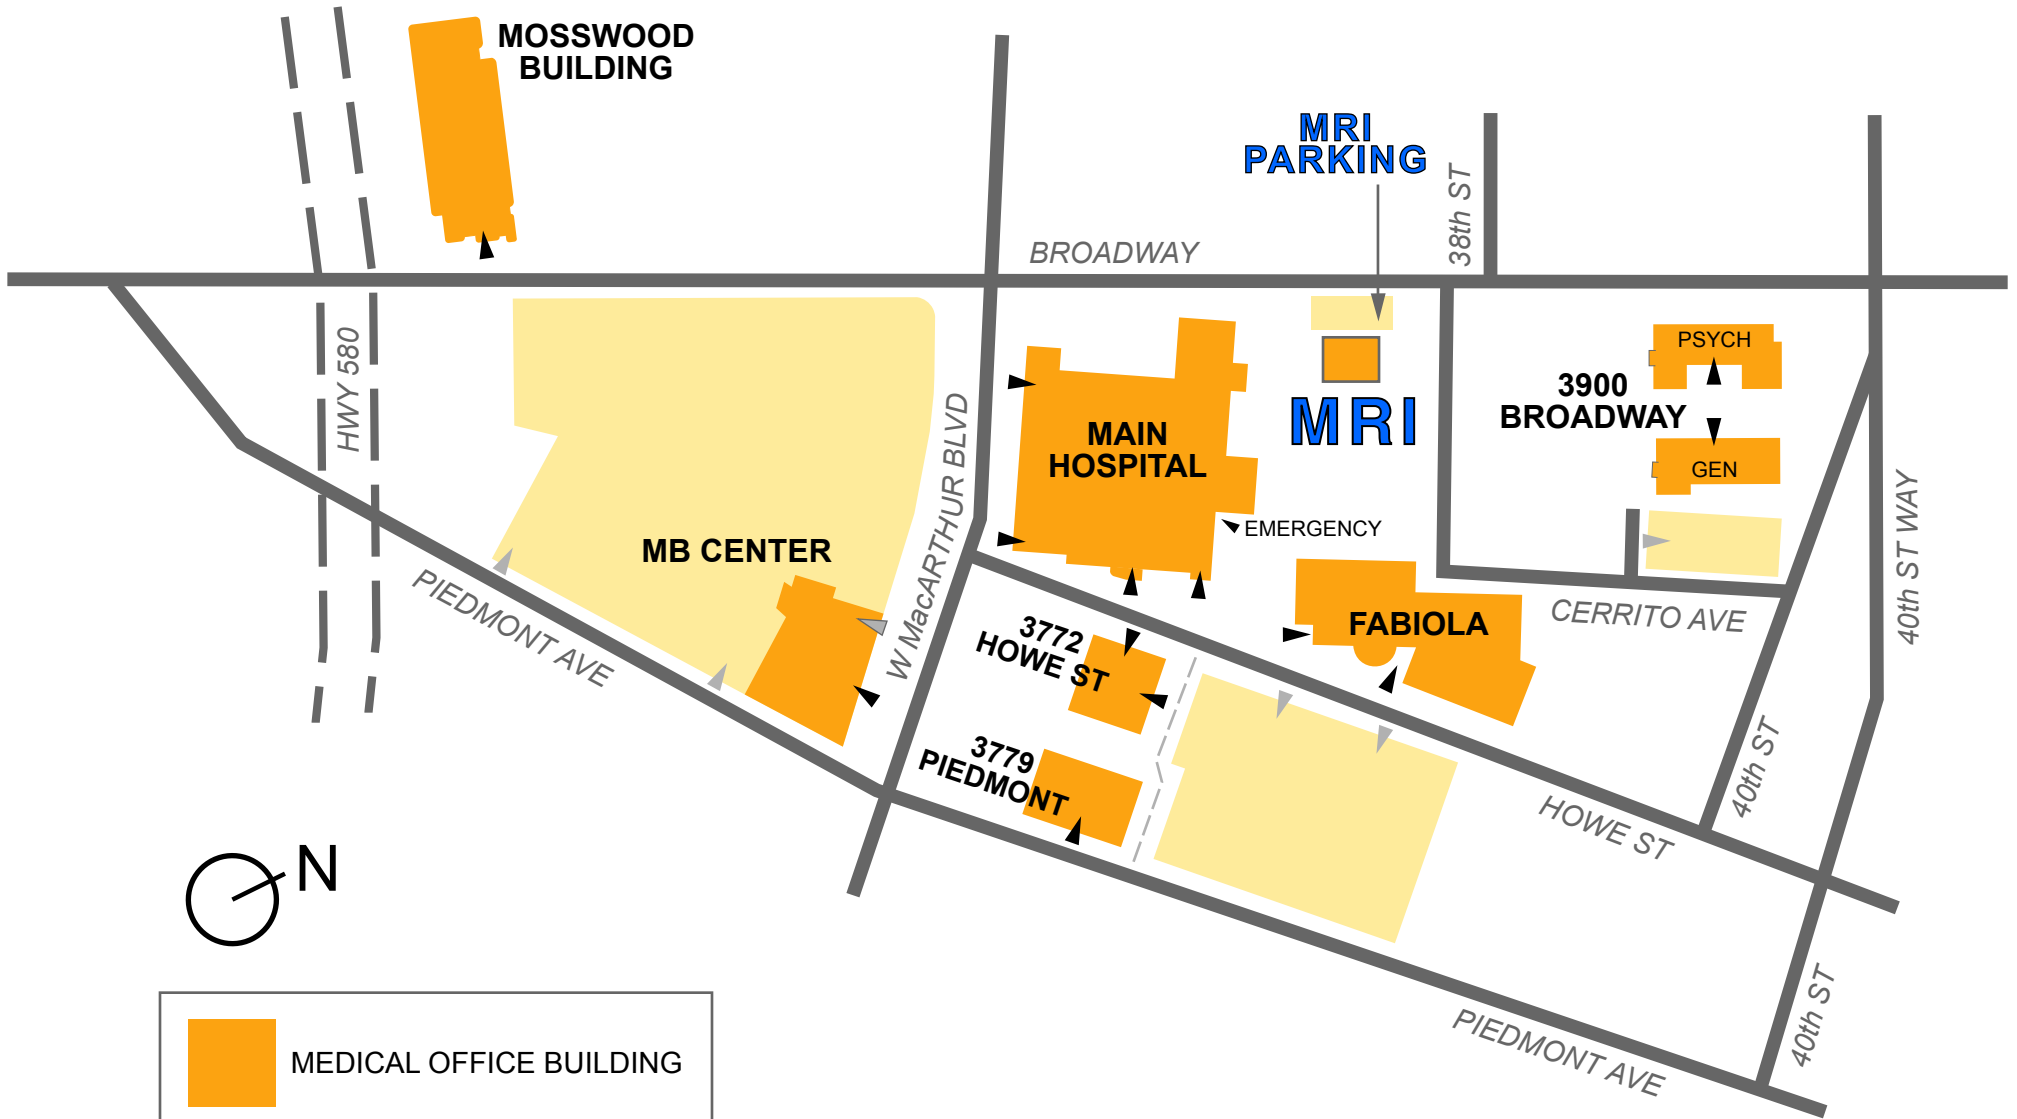 MOSSWOOD
BUILDING
MRI
PARKING
38th ST
BROADWAY
HWY 580
PSYCH
3900
BROADWAY
GEN
W MacARTHUR BLVD
MAIN
HOSPITAL
MRI
EMERGENCY
MB CENTER
40th ST WAY
PIEDMONT AVE
FABIOLA
CERRITO AVE
3772
HOWE ST
3779
PIEDMONT
40th ST
HOWE ST
N
40th ST
PIEDMONT AVE
MEDICAL OFFICE BUILDING